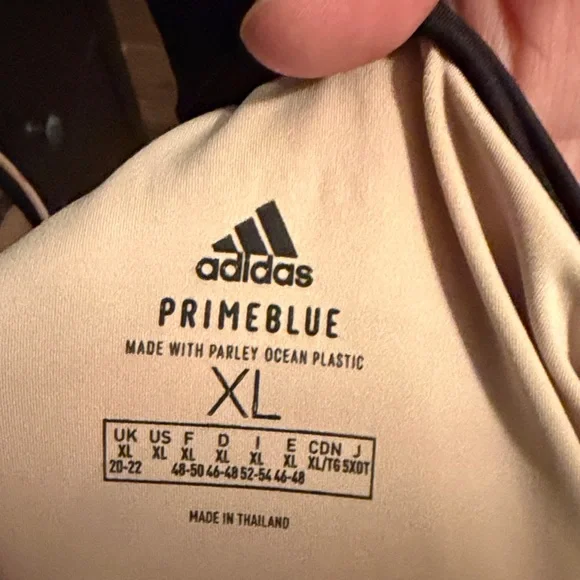 adidas
PRIMEBLUE
MADE WITH PARLEY OCEAN PLASTIC
XL
UK US F D I E CDN J
XL XL XL XL XL XL XL/TG 5XOT
20-22 48-50 46-48 52-54 46-48
MADE IN THAILAND